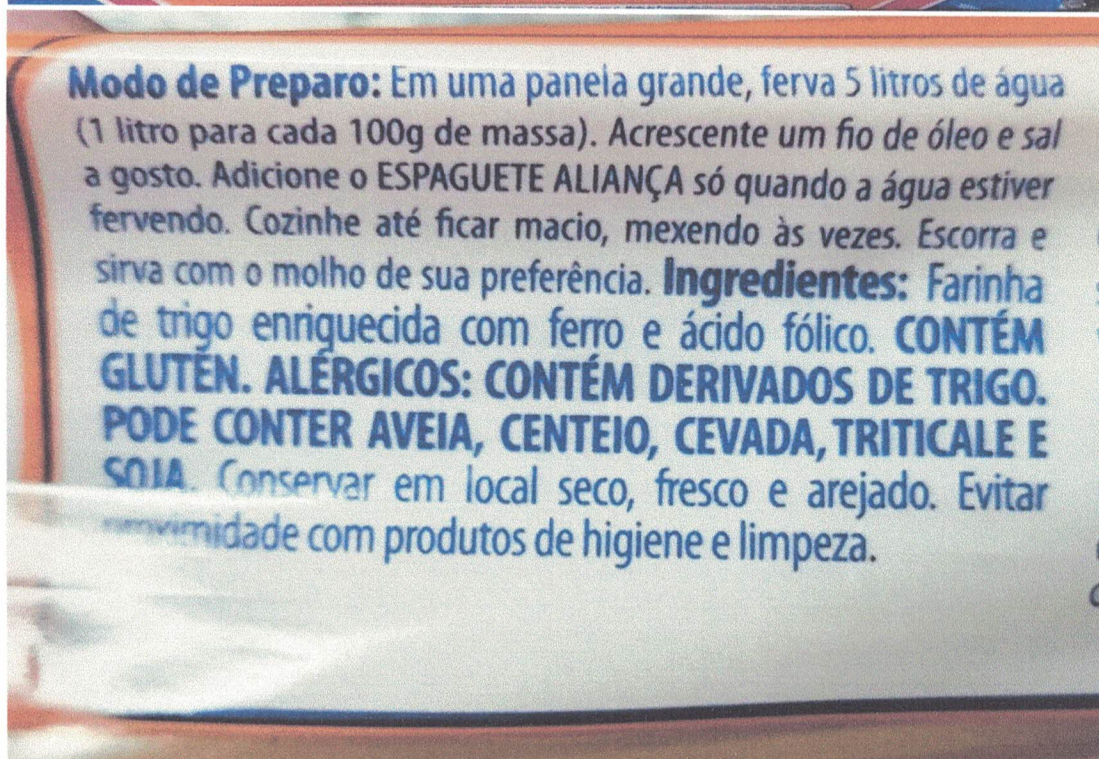 Modo de Preparo: Em uma panela grande, ferva 5 litros de água
(1 litro para cada 100g de massa). Acrescente um fio de óleo e sal
a gosto. Adicione o ESPAGUETE ALIANÇA só quando a água estiver
fervendo. Cozinhe até ficar macio, mexendo às vezes. Escorra e
sirva com o molho de sua preferência. Ingredientes: Farinha
de trigo enriquecida com ferro e ácido fólico. CONTÉM
GLUTÉN. ALÉRGICOS: CONTÉM DERIVADOS DE TRIGO.
PODE CONTER AVEIA, CENTEIO, CEVADA, TRITICALE E
SOJA. Conservar em local seco, fresco e arejado. Evitar
proximidade com produtos de higiene e limpeza.